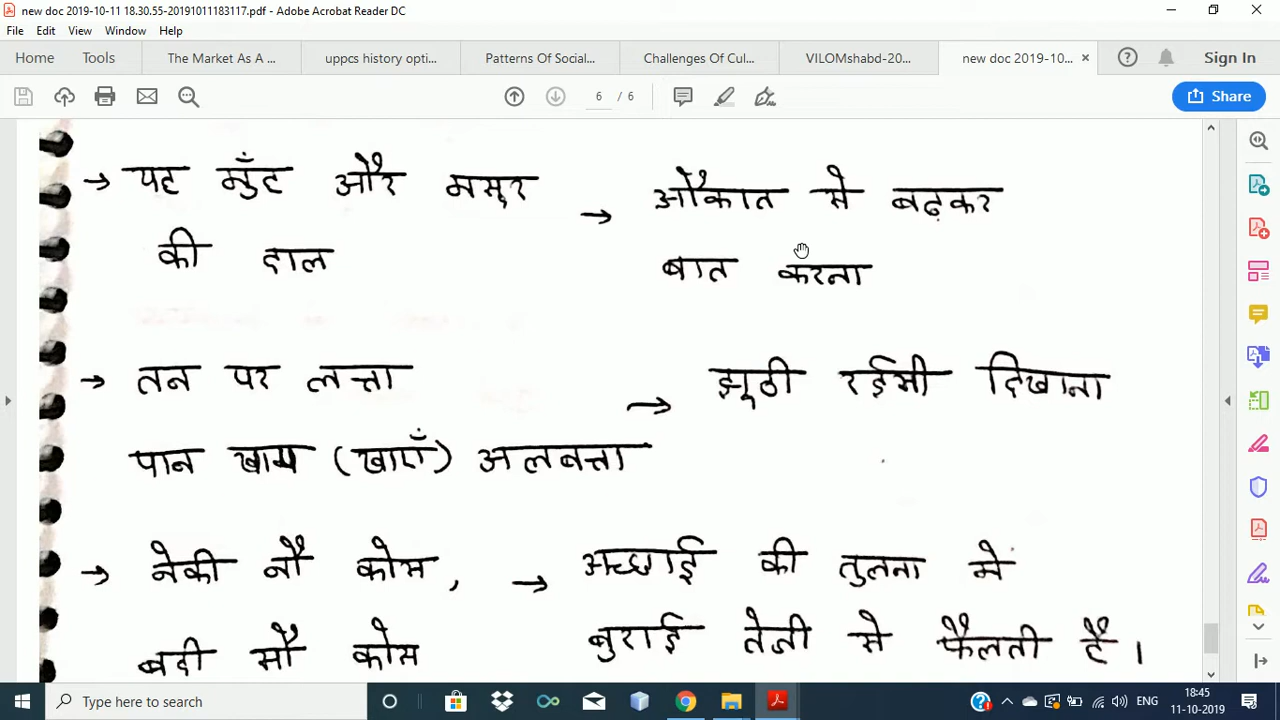 new doc 2019-10-11 18.30.55-20191011183117.pdf - Adobe Acrobat Reader DC
File Edit View Window Help
Home Tools The Market As A ... uppcs history opti... Patterns Of Social... Challenges Of Cul... VILOMshabd-20... new doc 2019-10... Sign In
6 / 6 Share
→ यह मुँह और मसूर → औकात से बढ़कर
की दाल बात करना
→ तन पर लत्ता → झूठी रईसी दिखाना
पान खाय (खाएँ) अलबत्ता
→ नेकी नौ कोस, → अच्छाई की तुलना में
बदी सौ कोस बुराई तेजी से फैलती है।
Type here to search
ENG 18:45
11-10-2019